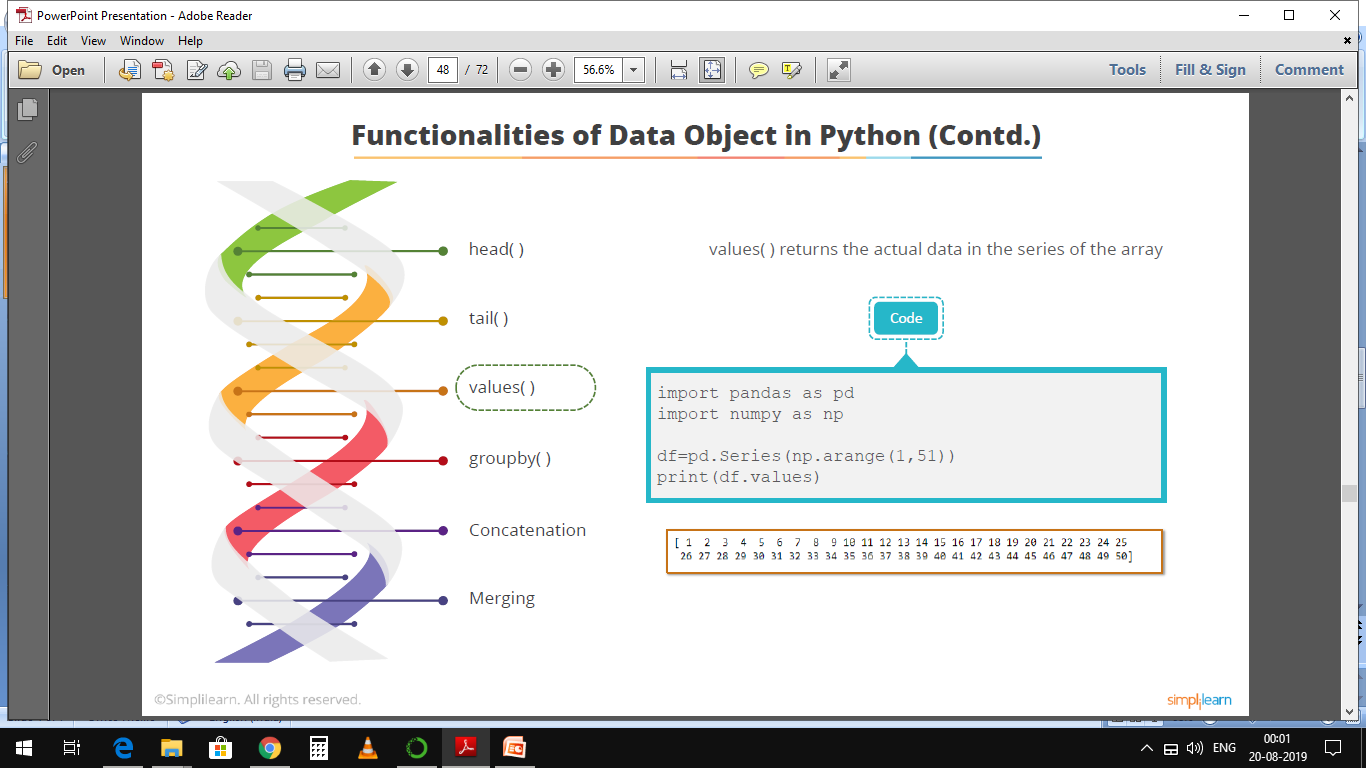 PowerPoint Presentation - Adobe Reader
File Edit View Window Help
Open 48 / 72 56.6% Tools Fill & Sign Comment
Functionalities of Data Object in Python (Contd.)
head( )
tail( )
values( )
groupby( )
Concatenation
Merging
values( ) returns the actual data in the series of the array
Code
import pandas as pd
import numpy as np
df=pd.Series(np.arange(1,51))
print(df.values)
[ 1 2 3 4 5 6 7 8 9 10 11 12 13 14 15 16 17 18 19 20 21 22 23 24 25
26 27 28 29 30 31 32 33 34 35 36 37 38 39 40 41 42 43 44 45 46 47 48 49 50]
©Simplilearn. All rights reserved.
simplilearn
ENG
00:01
20-08-2019